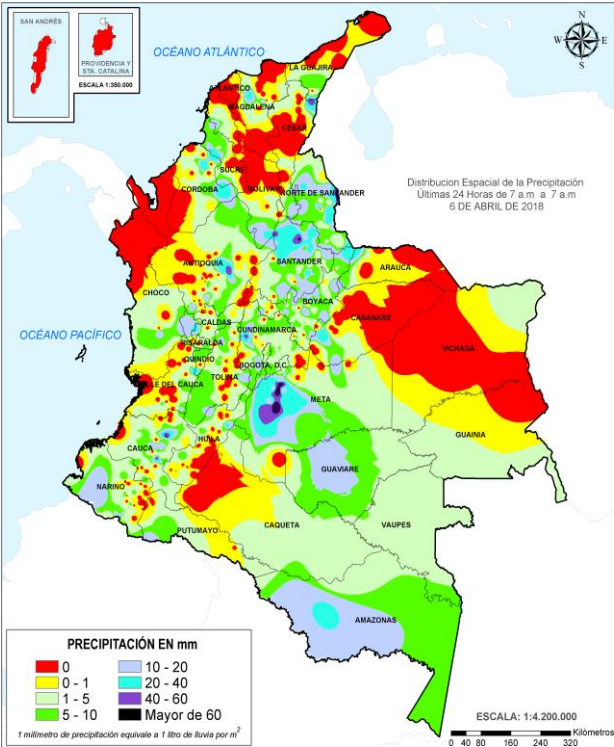 SAN ANDRÉS
PROVIDENCIA Y
STA. CATALINA
ESCALA 1:350.000
OCÉANO ATLÁNTICO
N
W E
S
LA GUAJIRA
ATLANTICO
MAGDALENA
CESAR
SUCRE
CORDOBA
BOLIVAR
NORTE DE SANTANDER
Distribucion Espacial de la Precipitación
Últimas 24 Horas de 7 a.m a 7 a.m
6 DE ABRIL DE 2018
ANTIOQUIA
SANTANDER
ARAUCA
CHOCO
BOYACA
OCÉANO PACÍFICO
CALDAS
CUNDINAMARCA
CASANARE
RISARALDA
VICHADA
QUINDIO
BOGOTA, D.C.
TOLIMA
VALLE DEL CAUCA
META
GUAINIA
HUILA
CAUCA
GUAVIARE
NARIÑO
CAQUETA
VAUPES
PUTUMAYO
AMAZONAS
PRECIPITACIÓN EN mm
0 10 - 20
0 - 1 20 - 40
1 - 5 40 - 60
5 - 10 Mayor de 60
1 milímetro de precipitación equivale a 1 litro de lluvia por m²
ESCALA: 1:4.200.000
Kilómetros
0 40 80 160 240 320